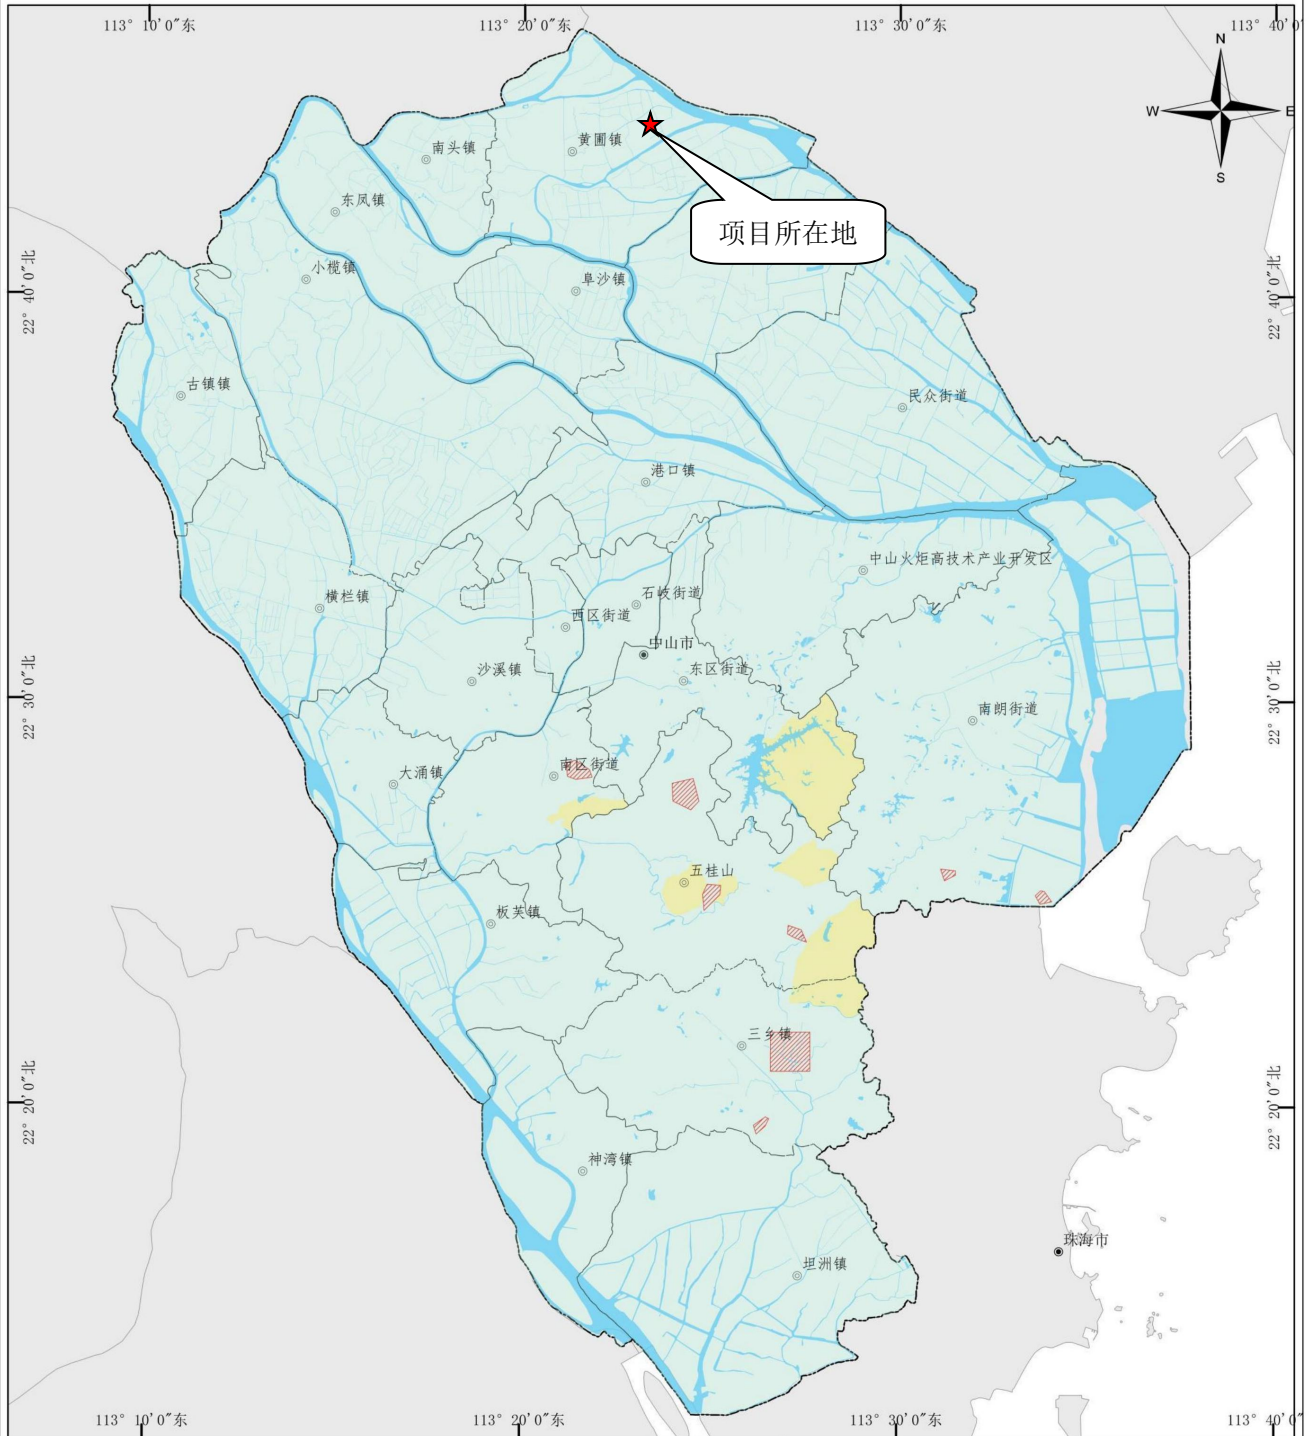 113° 10'0"东
113° 20'0"东
113° 30'0"东
113° 40'0"
N
W
E
S
黄圃镇
南头镇
东凤镇
项目所在地
小榄镇
阜沙镇
22° 40'0"北
22° 40'0"北
古镇镇
民众街道
港口镇
中山火炬高技术产业开发区
横栏镇
石岐街道
西区街道
中山市
沙溪镇
东区街道
22° 30'0"北
22° 30'0"北
南朗街道
大涌镇
南区街道
五桂山
板芙镇
三乡镇
22° 20'0"北
22° 20'0"北
神湾镇
珠海市
坦洲镇
113° 10'0"东
113° 20'0"东
113° 30'0"东
113° 40'0"